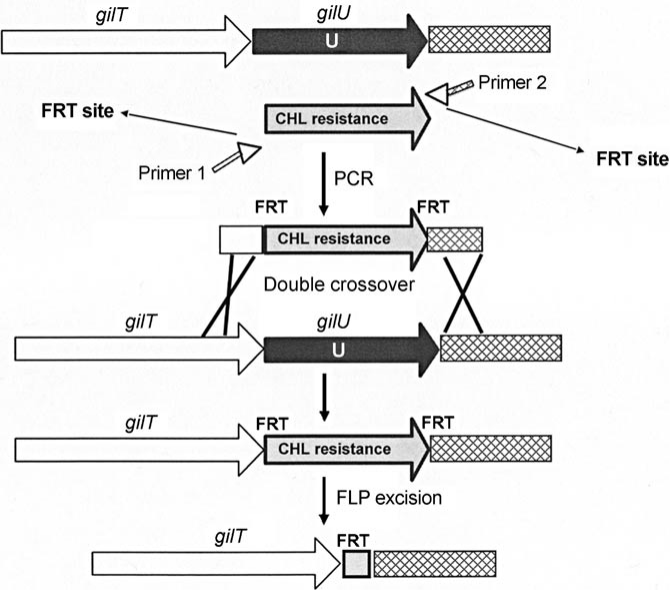 gilT gilU
U
Primer 2
FRT site
CHL resistance
FRT site
Primer 1
PCR
FRT FRT
CHL resistance
Double crossover
gilT gilU
U
gilT FRT FRT
CHL resistance
FLP excision
gilT FRT